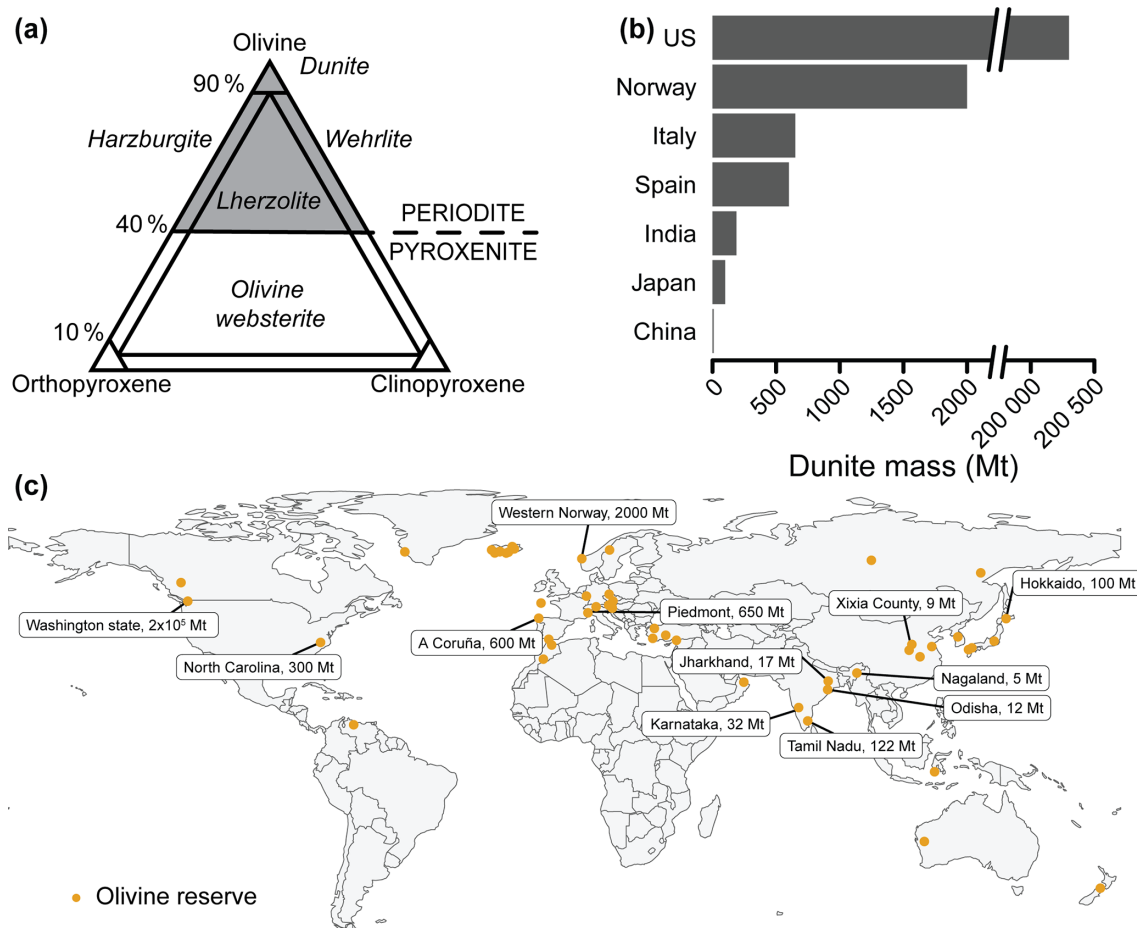 (a)
Olivine
Dunite
90 %
Harzburgite
Wehrlite
Lherzolite
40 %
PERIODITE
PYROXENITE
Olivine
websterite
10 %
Orthopyroxene
Clinopyroxene
(b)
US
Norway
Italy
Spain
India
Japan
China
0
500
1000
1500
2000
200 000
200 500
Dunite mass (Mt)
(c)
Western Norway, 2000 Mt
Hokkaido, 100 Mt
Xixia County, 9 Mt
Piedmont, 650 Mt
Washington state, 2x10⁵ Mt
A Coruña, 600 Mt
North Carolina, 300 Mt
Jharkhand, 17 Mt
Nagaland, 5 Mt
Odisha, 12 Mt
Karnataka, 32 Mt
Tamil Nadu, 122 Mt
Olivine reserve